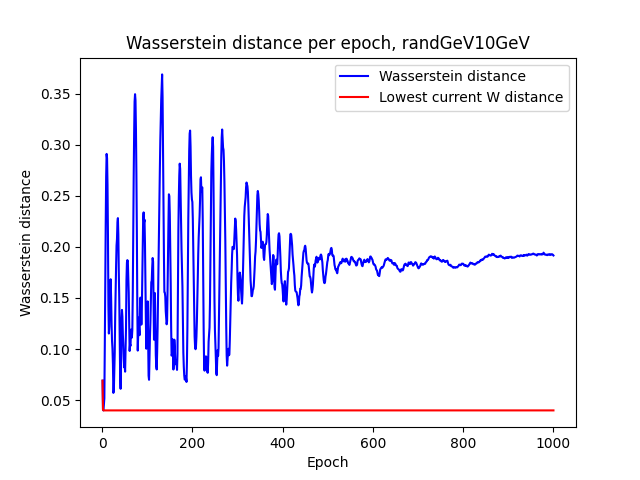 Wasserstein distance per epoch, randGeV10GeV
Wasserstein distance
Lowest current W distance
0.35
0.30
0.25
0.20
0.15
0.10
0.05
Wasserstein distance
0
200
400
600
800
1000
Epoch